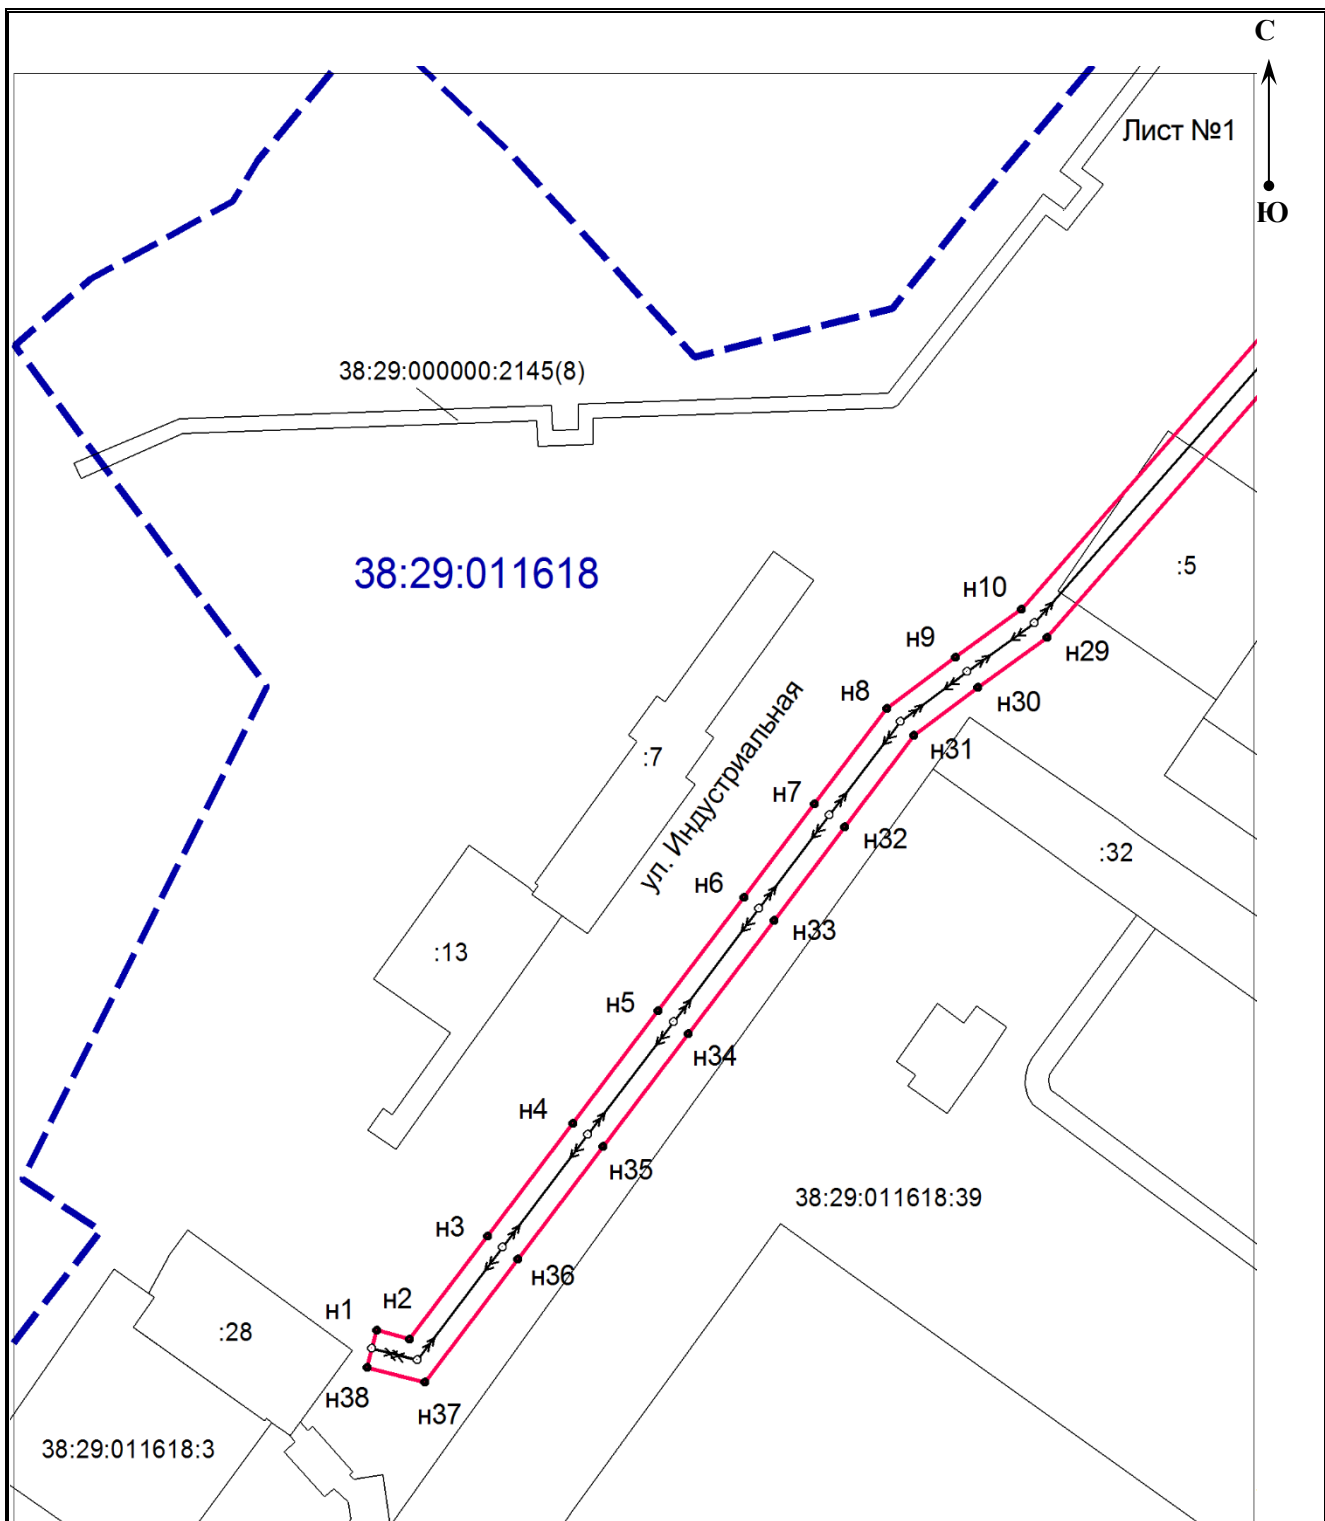 С
Лист №1
Ю
38:29:000000:2145(8)
38:29:011618
:5
н10
н9
н29
н8
н30
ул. Индустриальная
н31
:7
н7
н32
:32
н6
н33
:13
н5
н34
н4
н35
38:29:011618:39
н3
н36
н2
н1
:28
н38
н37
38:29:011618:3